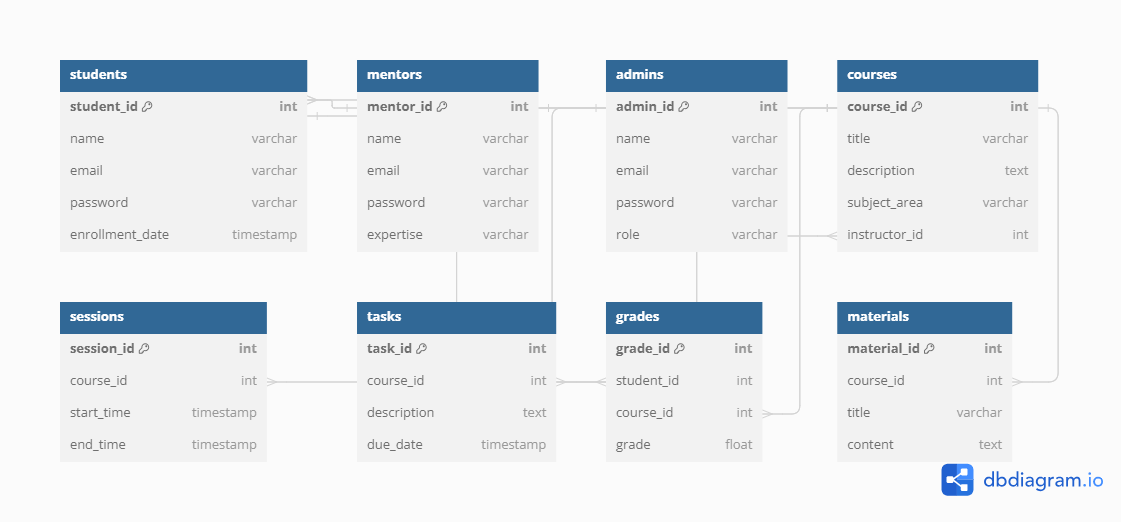 students
student_id int
name varchar
email varchar
password varchar
enrollment_date timestamp
mentors
mentor_id int
name varchar
email varchar
password varchar
expertise varchar
admins
admin_id int
name varchar
email varchar
password varchar
role varchar
courses
course_id int
title varchar
description text
subject_area varchar
instructor_id int
sessions
session_id int
course_id int
start_time timestamp
end_time timestamp
tasks
task_id int
course_id int
description text
due_date timestamp
grades
grade_id int
student_id int
course_id int
grade float
materials
material_id int
course_id int
title varchar
content text
dbdiagram.io